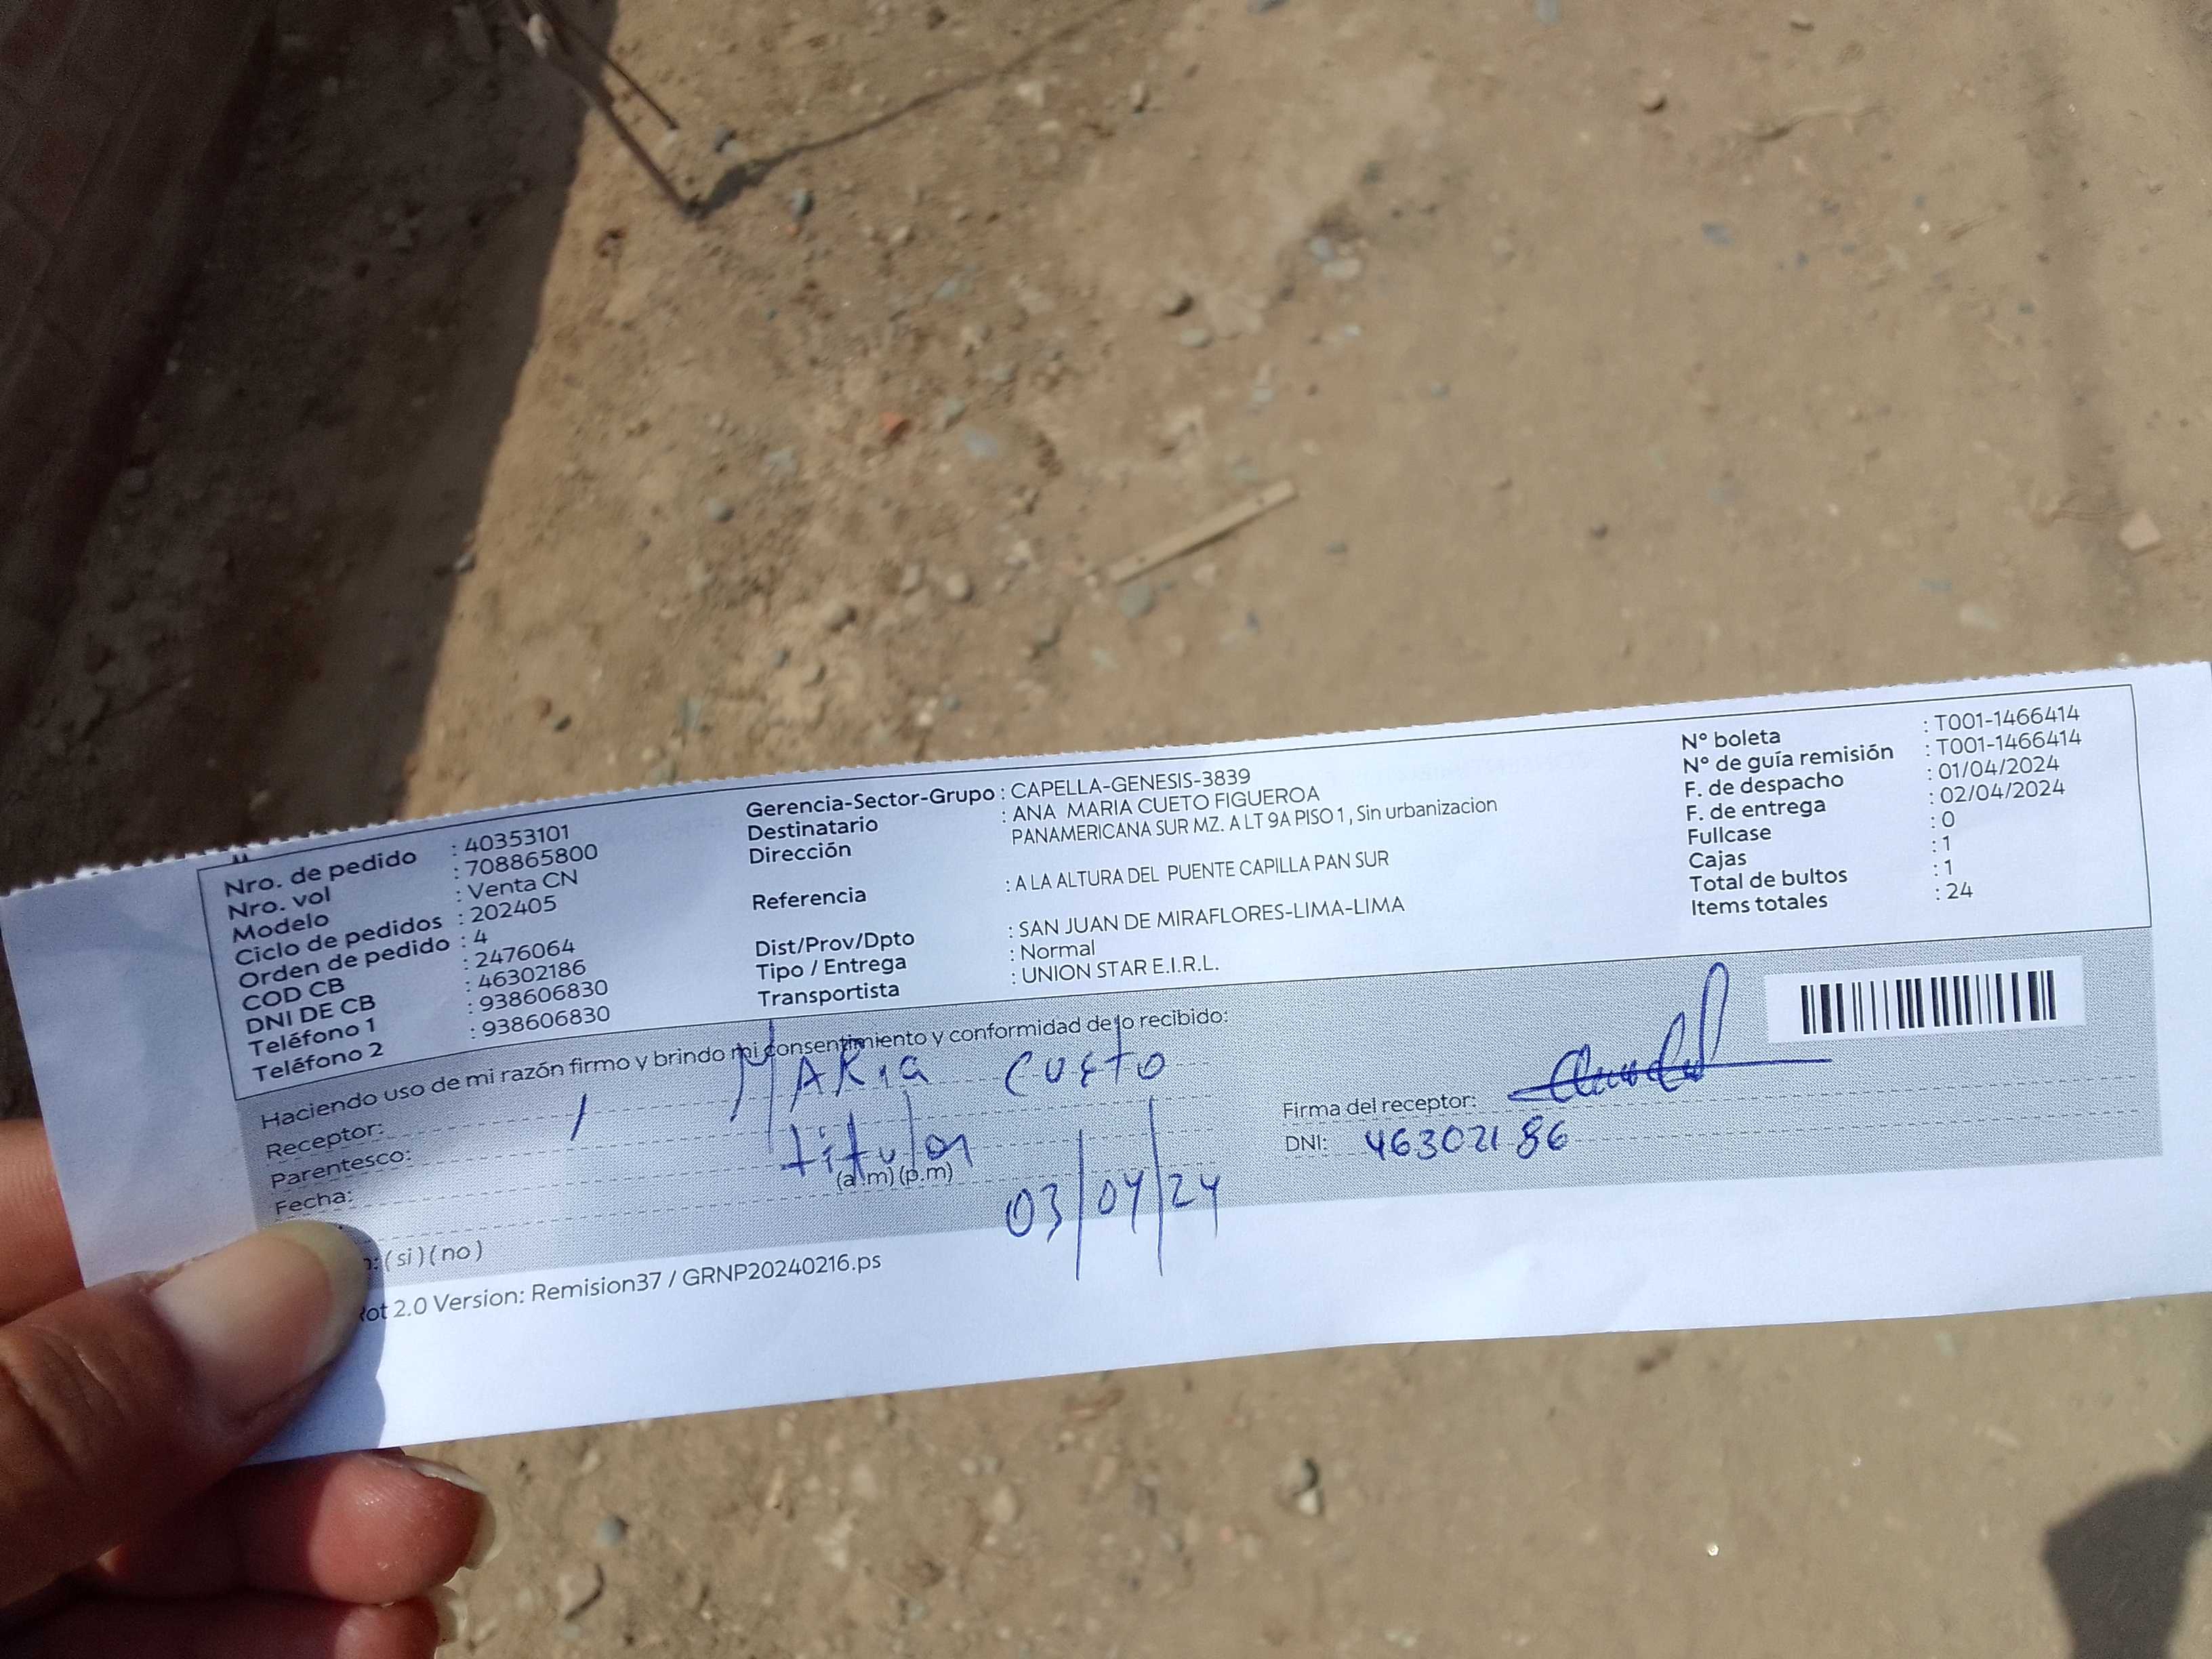 Nro. de pedido : 40353101
Nro. vol : 708865800
Modelo : Venta CN
Ciclo de pedidos : 202405
Orden de pedido : 4
COD CB : 2476064
DNI DE CB : 46302186
Teléfono 1 : 938606830
Teléfono 2 : 938606830
Gerencia-Sector-Grupo : CAPELLA-GENESIS-3839
Destinatario : ANA MARIA CUETO FIGUEROA
Dirección PANAMERICANA SUR MZ. A LT 9A PISO 1, Sin urbanizacion
Referencia : A LA ALTURA DEL PUENTE CAPILLA PAN SUR
Dist/Prov/Dpto : SAN JUAN DE MIRAFLORES-LIMA-LIMA
Tipo / Entrega : Normal
Transportista : UNION STAR E.I.R.L.
N° boleta : T001-1466414
N° de guía remisión : T001-1466414
F. de despacho : 01/04/2024
F. de entrega : 02/04/2024
Fullcase : 0
Cajas : 1
Total de bultos : 1
Items totales : 24
Haciendo uso de mi razón firmo y brindo mi consentimiento y conformidad de lo recibido:
Receptor: MARIA CUETO
Parentesco: titular
Fecha: (a.m) (p.m) 03/04/24
Firma del receptor:
DNI: 46302186
: (si) (no)
2.0 Version: Remision37 / GRNP20240216.ps